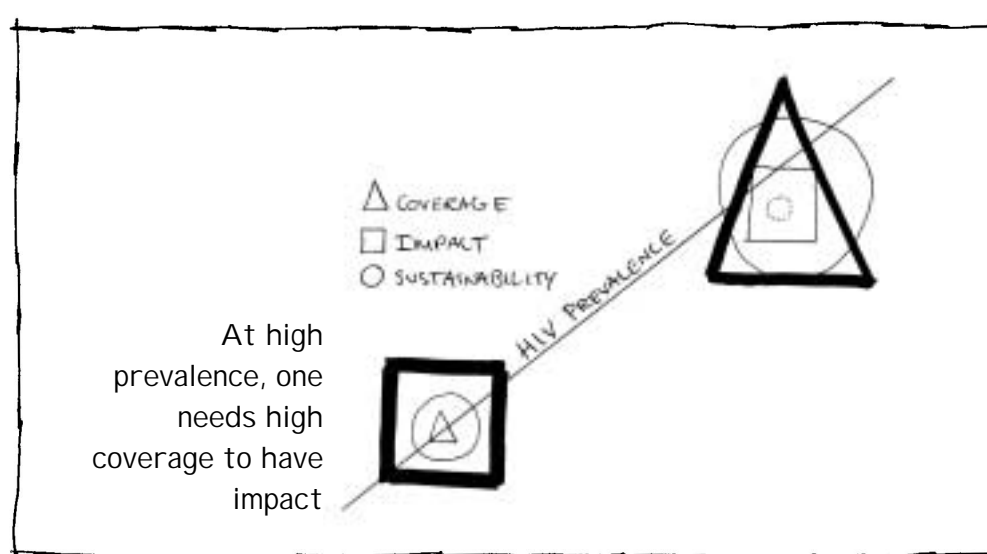 COVERAGE
IMPACT
SUSTAINABILITY
HIV PREVALENCE
At high
prevalence, one
needs high
coverage to have
impact